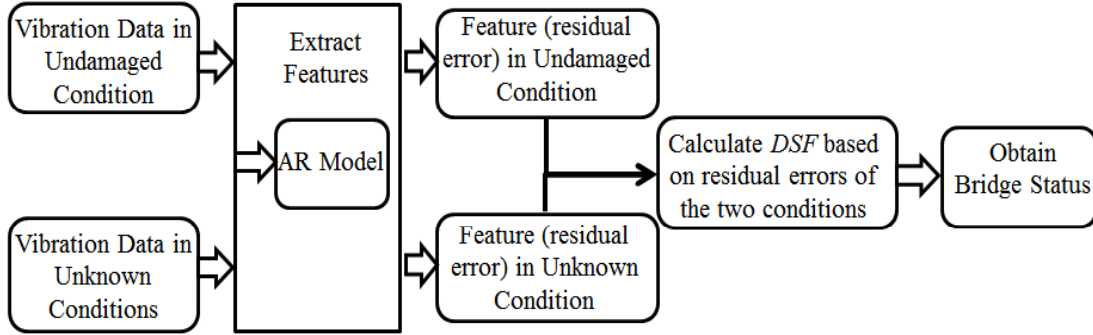 Vibration Data in
Undamaged
Condition
Extract
Features
AR Model
Vibration Data in
Unknown
Conditions
Feature (residual
error) in Undamaged
Condition
Feature (residual
error) in Unknown
Condition
Calculate DSF based
on residual errors of
the two conditions
Obtain
Bridge Status